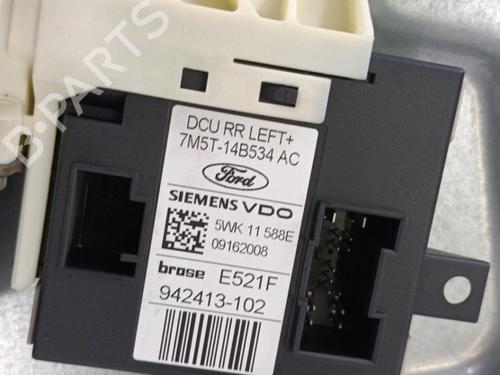 B-PARTS
DCU RR LEFT+
7M5T-14B534 AC
Ford
SIEMENS VDO
5WK 11 588E
09162008
brose E521F
942413-102